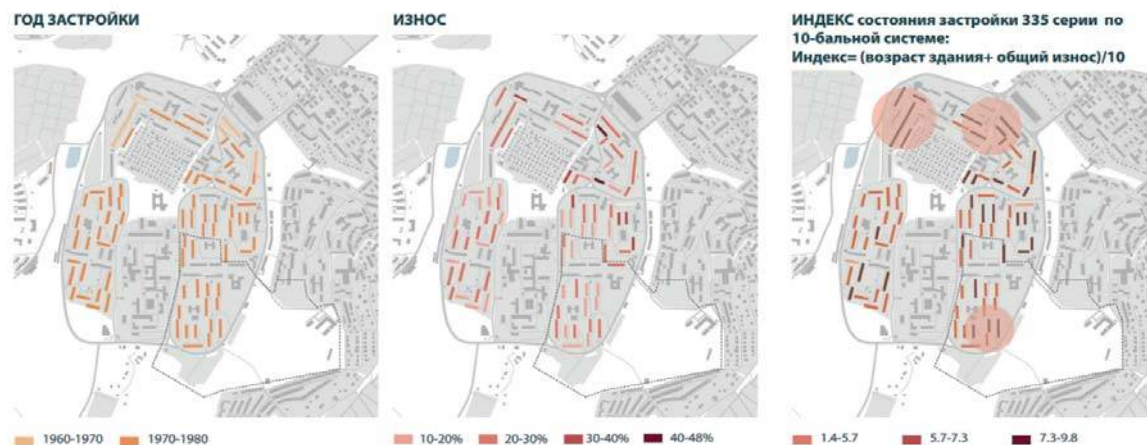 ГОД ЗАСТРОЙКИ
ИЗНОС
ИНДЕКС состояния застройки 335 серии по
10-бальной системе:
Индекс= (возраст здания+ общий износ)/10
1960-1970
1970-1980
10-20%
20-30%
30-40%
40-48%
1.4-5.7
5.7-7.3
7.3-9.8